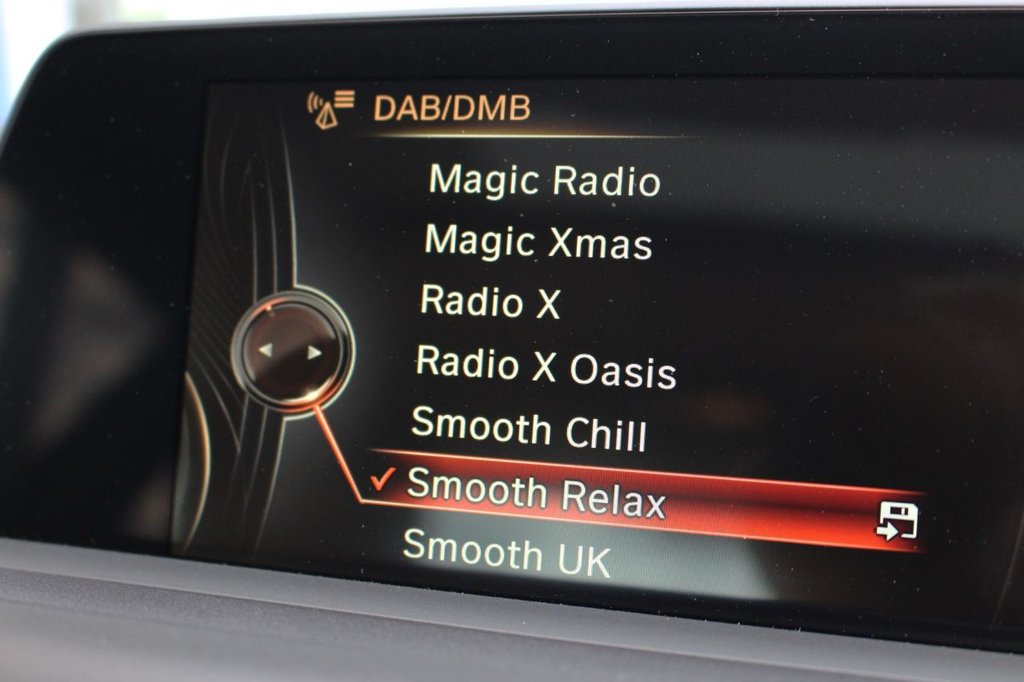 DAB/DMB
Magic Radio
Magic Xmas
Radio X
Radio X Oasis
Smooth Chill
Smooth Relax
Smooth UK